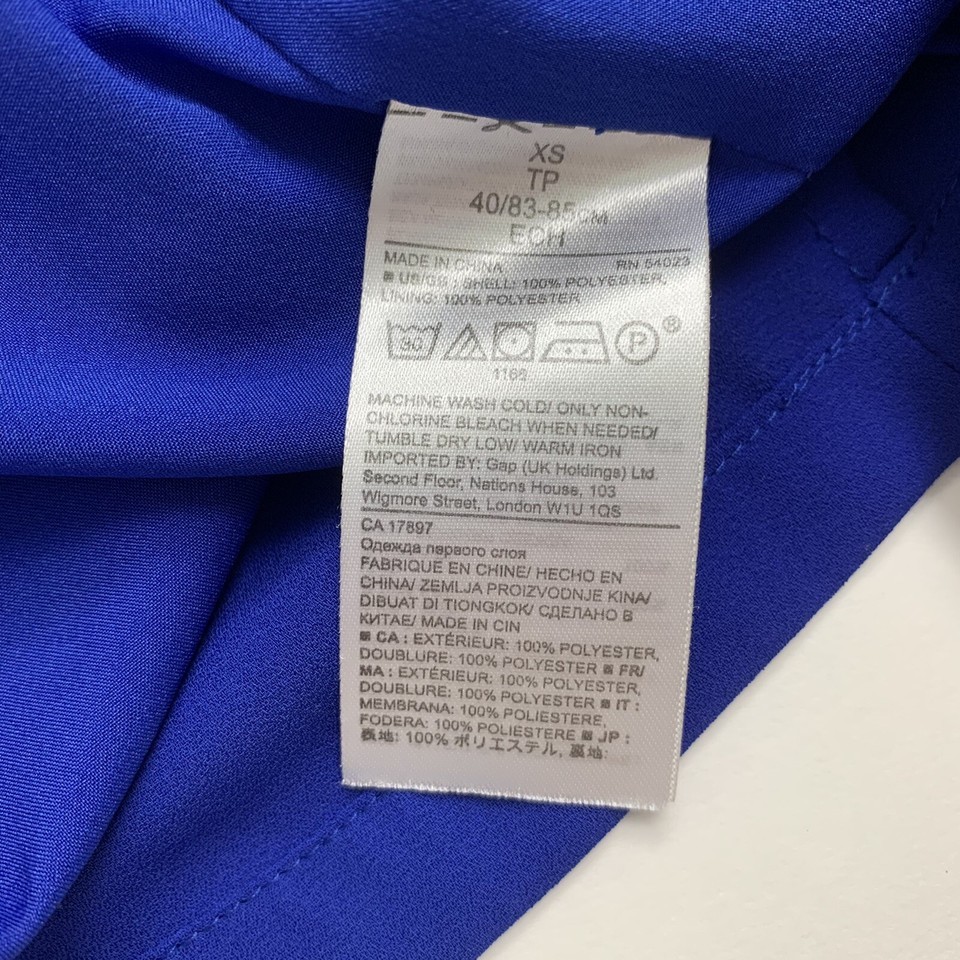 XS
TP
40/83-85CM
ECH
MADE IN CHINA RN 54023
US/GB : SHELL: 100% POLYESTER,
LINING: 100% POLYESTER
30 P ®
1166
MACHINE WASH COLD/ ONLY NON-
CHLORINE BLEACH WHEN NEEDED/
TUMBLE DRY LOW/ WARM IRON
IMPORTED BY: Gap (UK Holdings) Ltd.
Second Floor, Nations House, 103
Wigmore Street, London W1U 1QS
CA 17897
Одежда первого слоя
FABRIQUE EN CHINE/ HECHO EN
CHINA/ ZEMLJA PROIZVODNJE KINA/
DIBUAT DI TIONGKOK/ СДЕЛАНО В
КИТАЕ/ MADE IN CIN
CA : EXTÉRIEUR: 100% POLYESTER,
DOUBLURE: 100% POLYESTER FR/
MA : EXTÉRIEUR: 100% POLYESTER,
DOUBLURE: 100% POLYESTER IT :
MEMBRANA: 100% POLIESTERE,
FODERA: 100% POLIESTERE JP :
表地: 100% ポリエステル, 裏地: